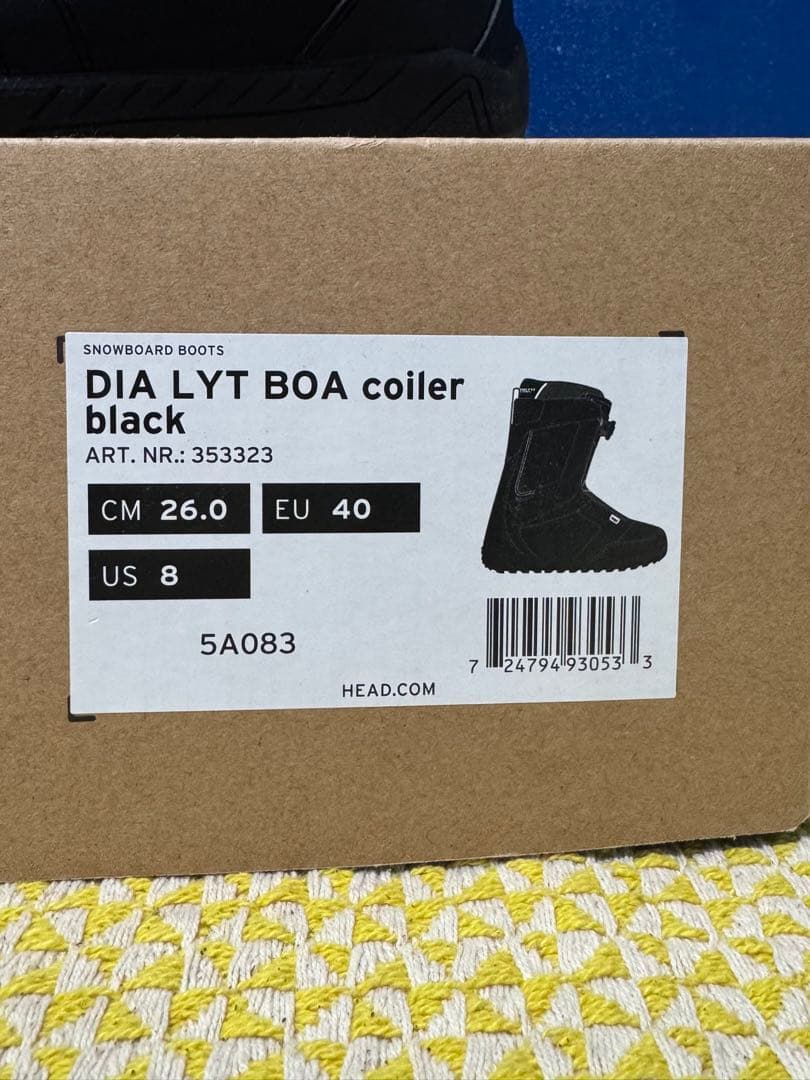 SNOWBOARD BOOTS
DIA LYT BOA coiler
black
ART. NR.: 353323
CM 26.0 EU 40
US 8
5A083
7 24794 93053 3
HEAD.COM